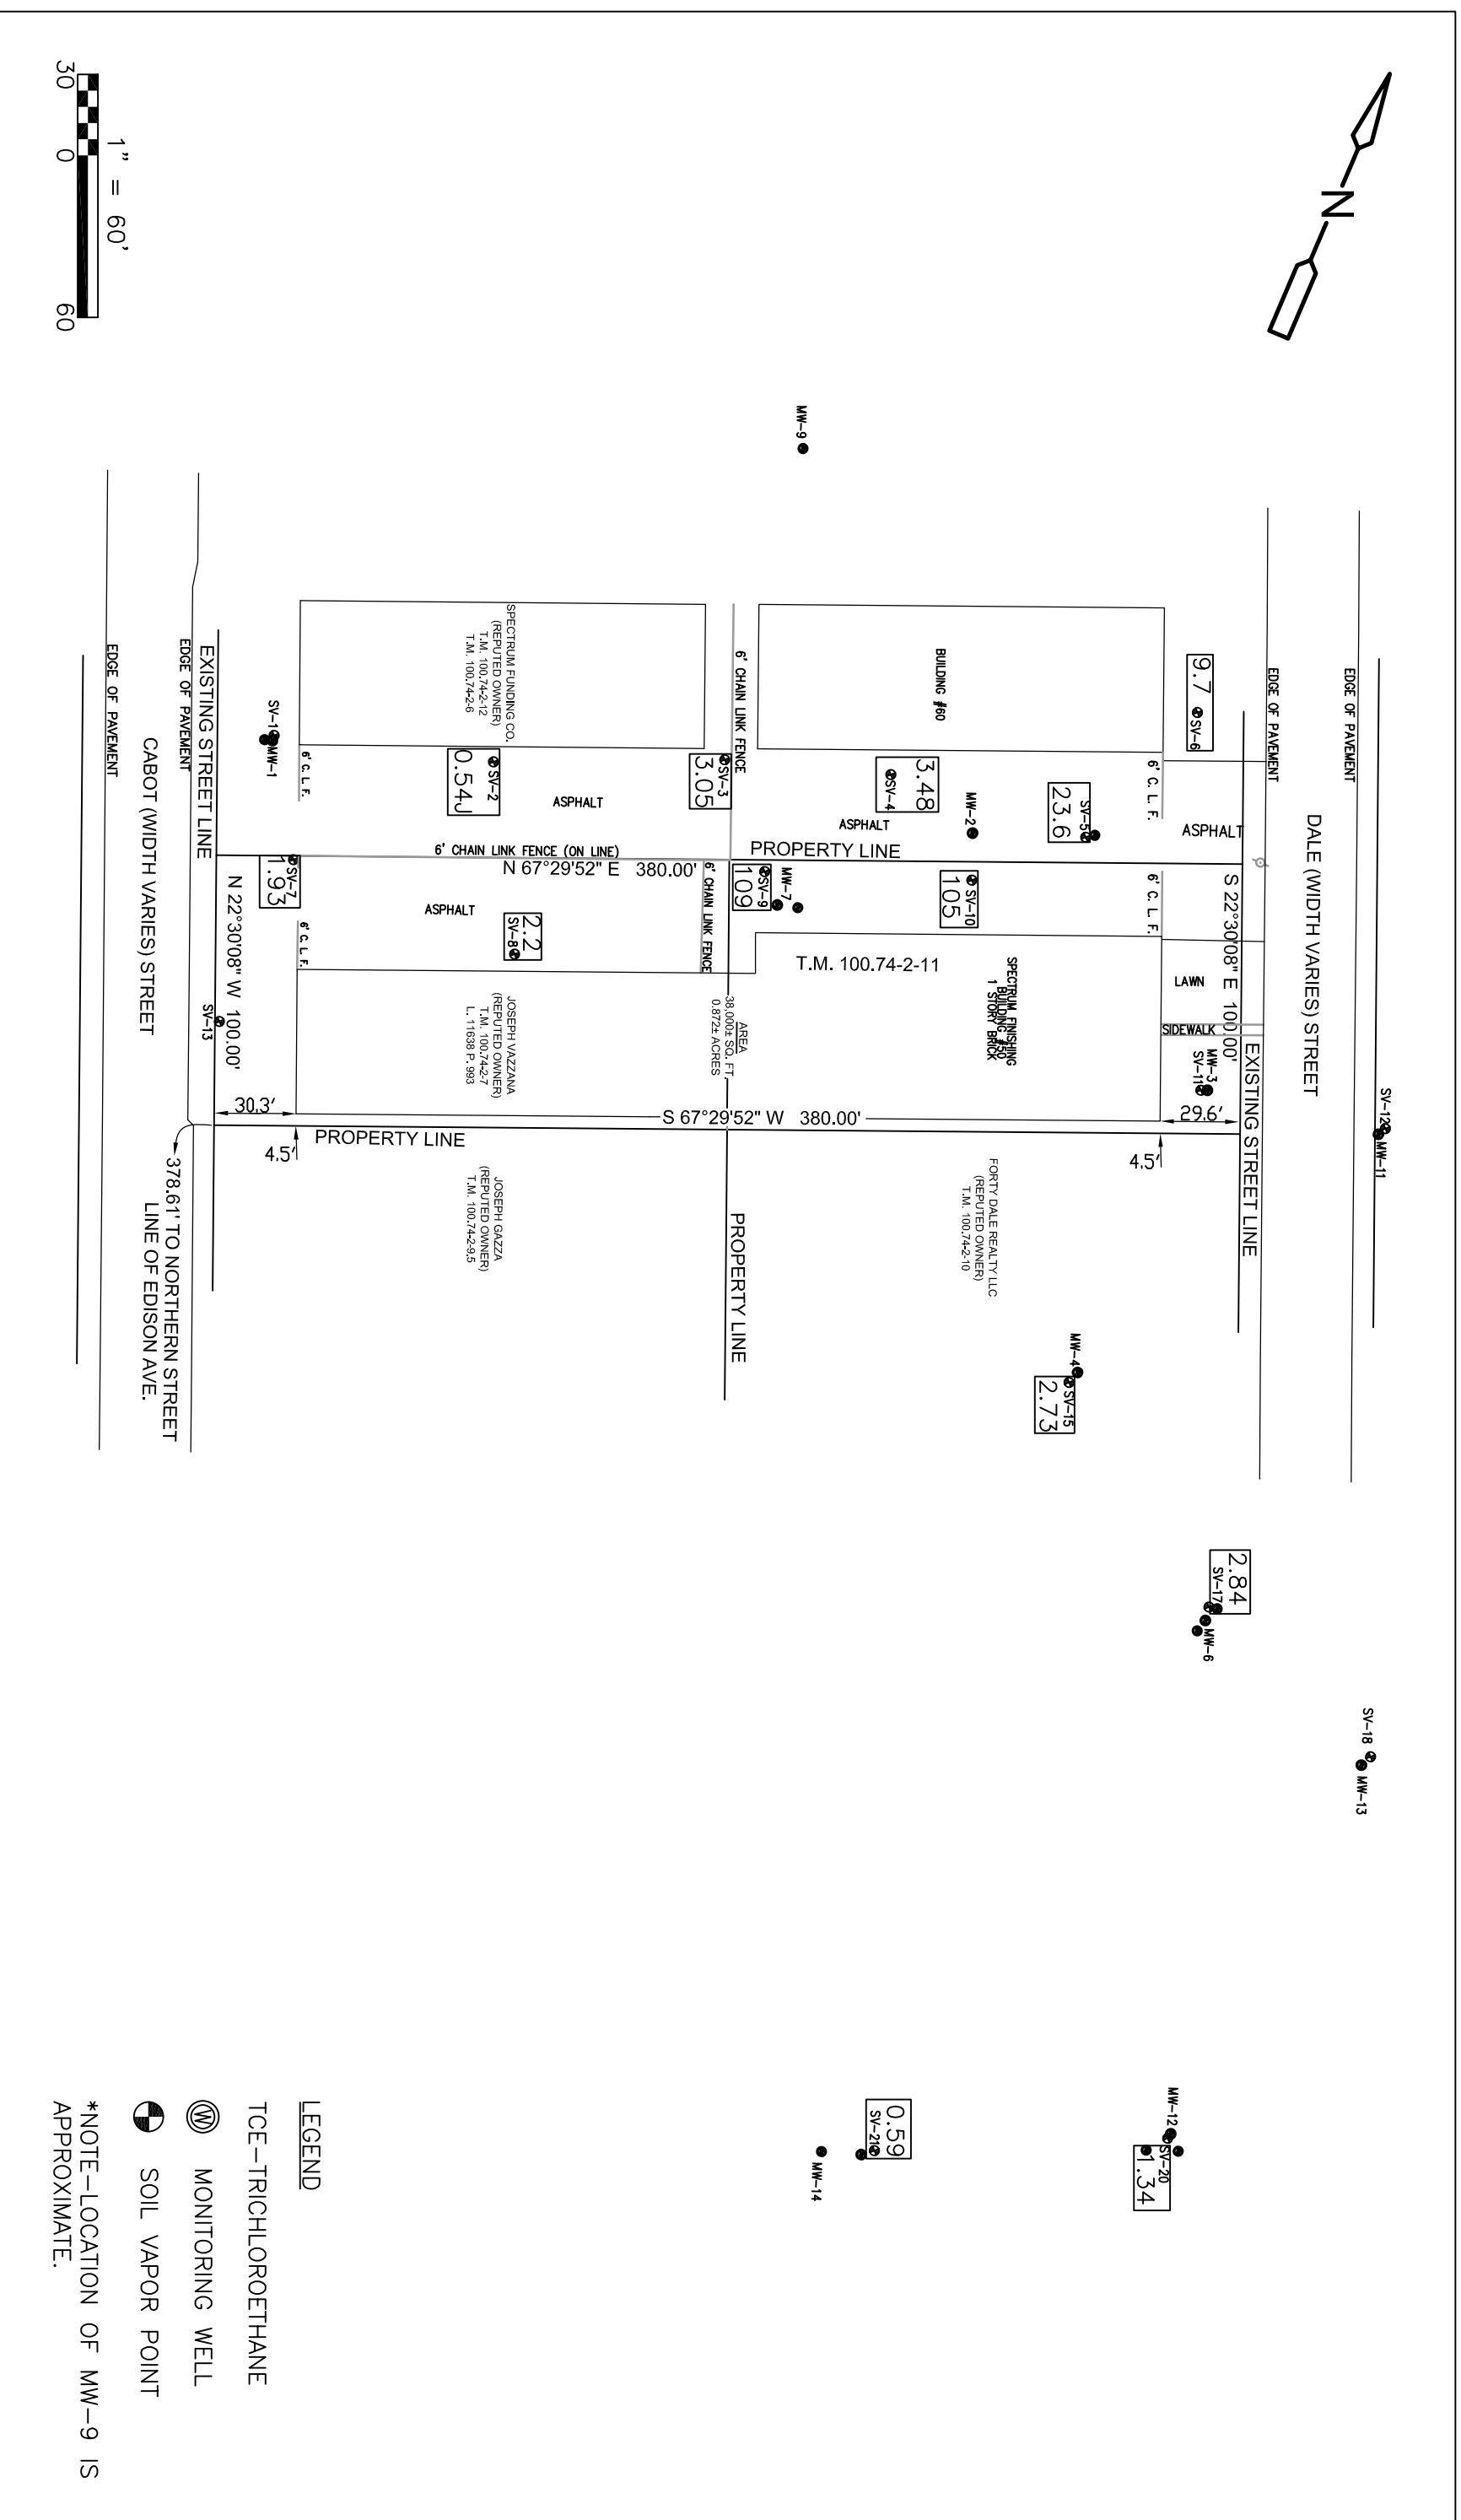 N
EDGE OF PAVEMENT
EDGE OF PAVEMENT
DALE (WIDTH VARIES) STREET
SV-12
MW-11
EXISTING STREET LINE
S 22°30'08" E 100.00'
9.7
SV-6
ASPHALT
LAWN
SIDEWALK
MW-3
SV-11
29.6'
4.5'
6' C. L. F.
6' C. L. F.
2.84
SV-17
MW-6
SV-18
MW-13
MW-12
SV-20
1.34
SV-5
23.6
MW-4
SV-15
2.73
BUILDING #60
MW-2
3.48
SV-4
ASPHALT
PROPERTY LINE
SV-10
105
SPECTRUM FINISHING
BUILDING #50
1 STORY BRICK
T.M. 100.74-2-11
FORTY DALE REALTY LLC
(REPUTED OWNER)
T.M. 100.74-2-10
0.59
SV-21
MW-14
MW-9
MW-7
SV-9
109
6' CHAIN LINK FENCE
SV-3
3.05
6' CHAIN LINK FENCE
AREA
38,000± SQ. FT.
0.872± ACRES
S 67°29'52" W 380.00'
PROPERTY LINE
N 67°29'52" E 380.00'
6' CHAIN LINK FENCE (ON LINE)
ASPHALT
SPECTRUM FUNDING CO.
(REPUTED OWNER)
T.M. 100.74-2-12
T.M. 100.74-2-6
SV-2
0.54J
2.2
SV-8
ASPHALT
JOSEPH VAZZANA
(REPUTED OWNER)
T.M. 100.74-2-7
L. 11638 P. 993
JOSEPH GAZZA
(REPUTED OWNER)
T.M. 100.74-2-9.5
PROPERTY LINE
6' C. L. F.
6' C. L. F.
4.5'
30.3'
SV-1
MW-1
SV-7
1.93
N 22°30'08" W 100.00'
SV-13
EXISTING STREET LINE
EDGE OF PAVEMENT
378.61' TO NORTHERN STREET
LINE OF EDISON AVE.
CABOT (WIDTH VARIES) STREET
EDGE OF PAVEMENT
1" = 60'
30 0 60
LEGEND
TCE-TRICHLOROETHANE
W MONITORING WELL
SOIL VAPOR POINT
*NOTE-LOCATION OF MW-9 IS
APPROXIMATE.